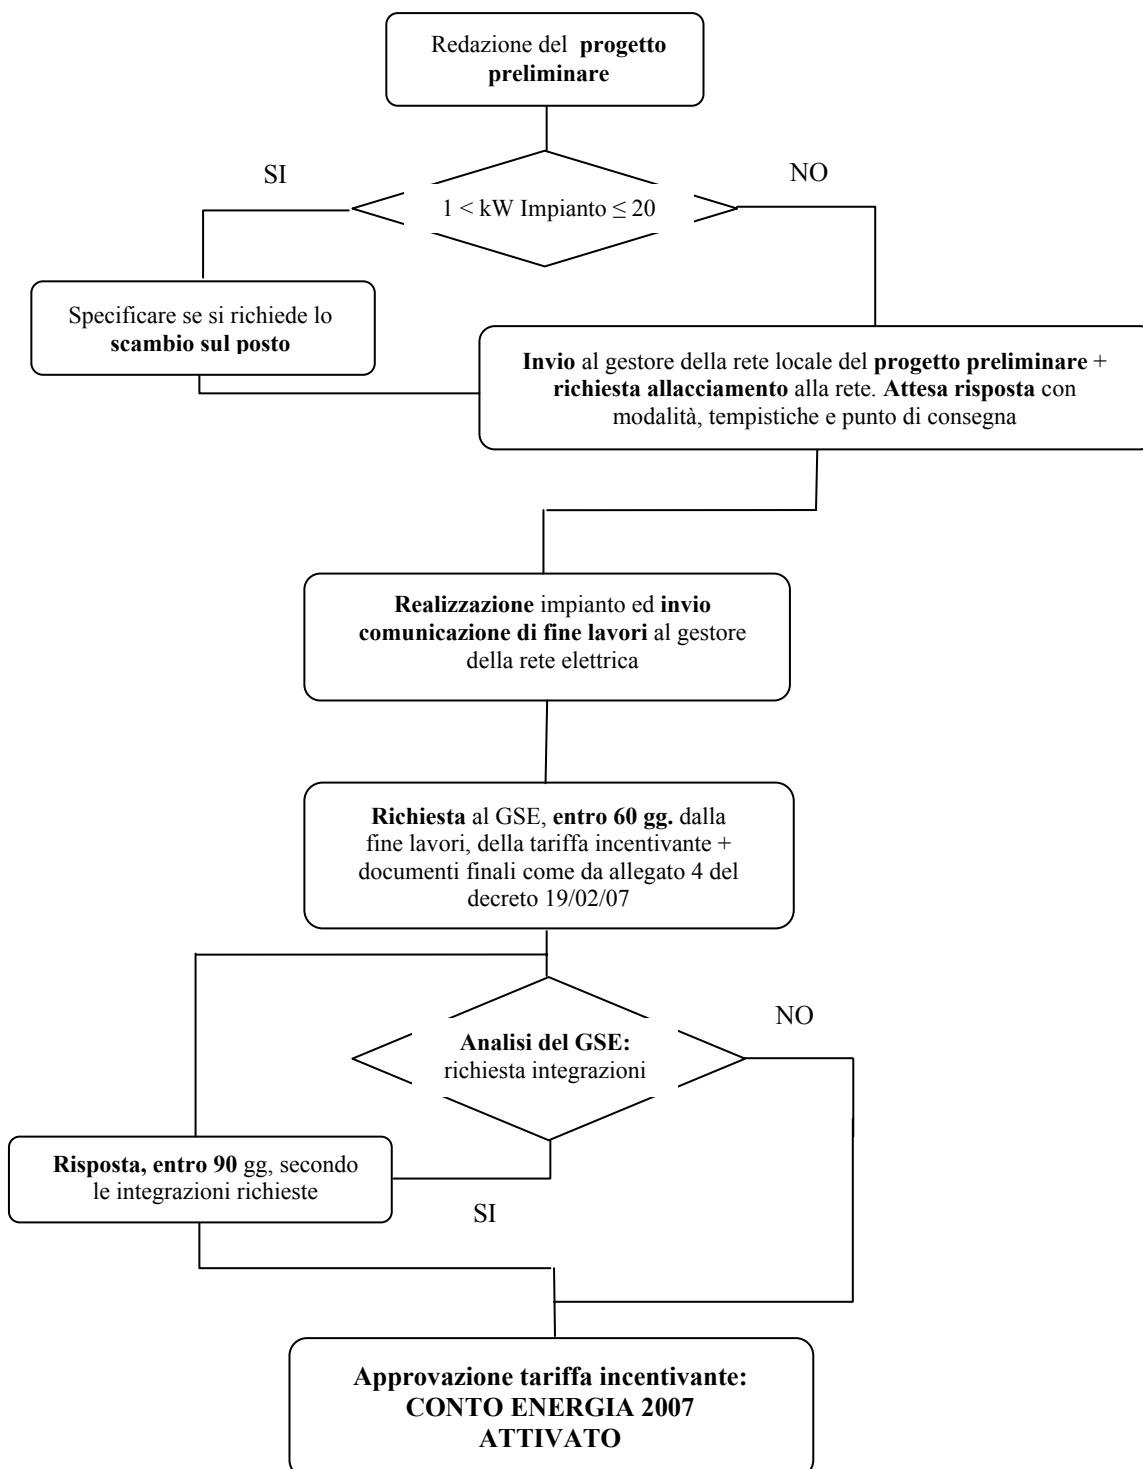 Redazione del progetto
preliminare
SI
NO
1 < kW Impianto ≤ 20
Specificare se si richiede lo
scambio sul posto
Invio al gestore della rete locale del progetto preliminare +
richiesta allacciamento alla rete. Attesa risposta con
modalità, tempistiche e punto di consegna
Realizzazione impianto ed invio
comunicazione di fine lavori al gestore
della rete elettrica
Richiesta al GSE, entro 60 gg. dalla
fine lavori, della tariffa incentivante +
documenti finali come da allegato 4 del
decreto 19/02/07
NO
Analisi del GSE:
richiesta integrazioni
Risposta, entro 90 gg, secondo
le integrazioni richieste
SI
Approvazione tariffa incentivante:
CONTO ENERGIA 2007
ATTIVATO